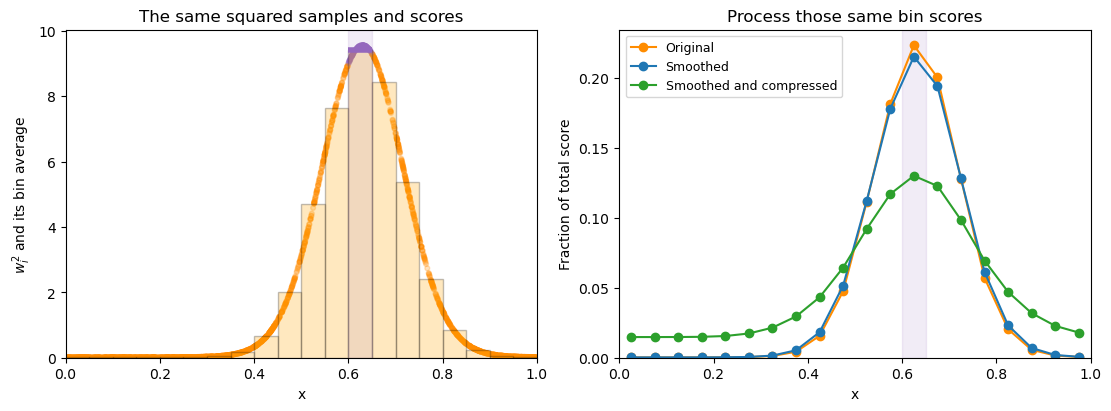 The same squared samples and scores
w_i^2 and its bin average
10
8
6
4
2
0
0.0 0.2 0.4 0.6 0.8 1.0
x
Process those same bin scores
Original
Smoothed
Smoothed and compressed
Fraction of total score
0.20
0.15
0.10
0.05
0.00
0.0 0.2 0.4 0.6 0.8 1.0
x